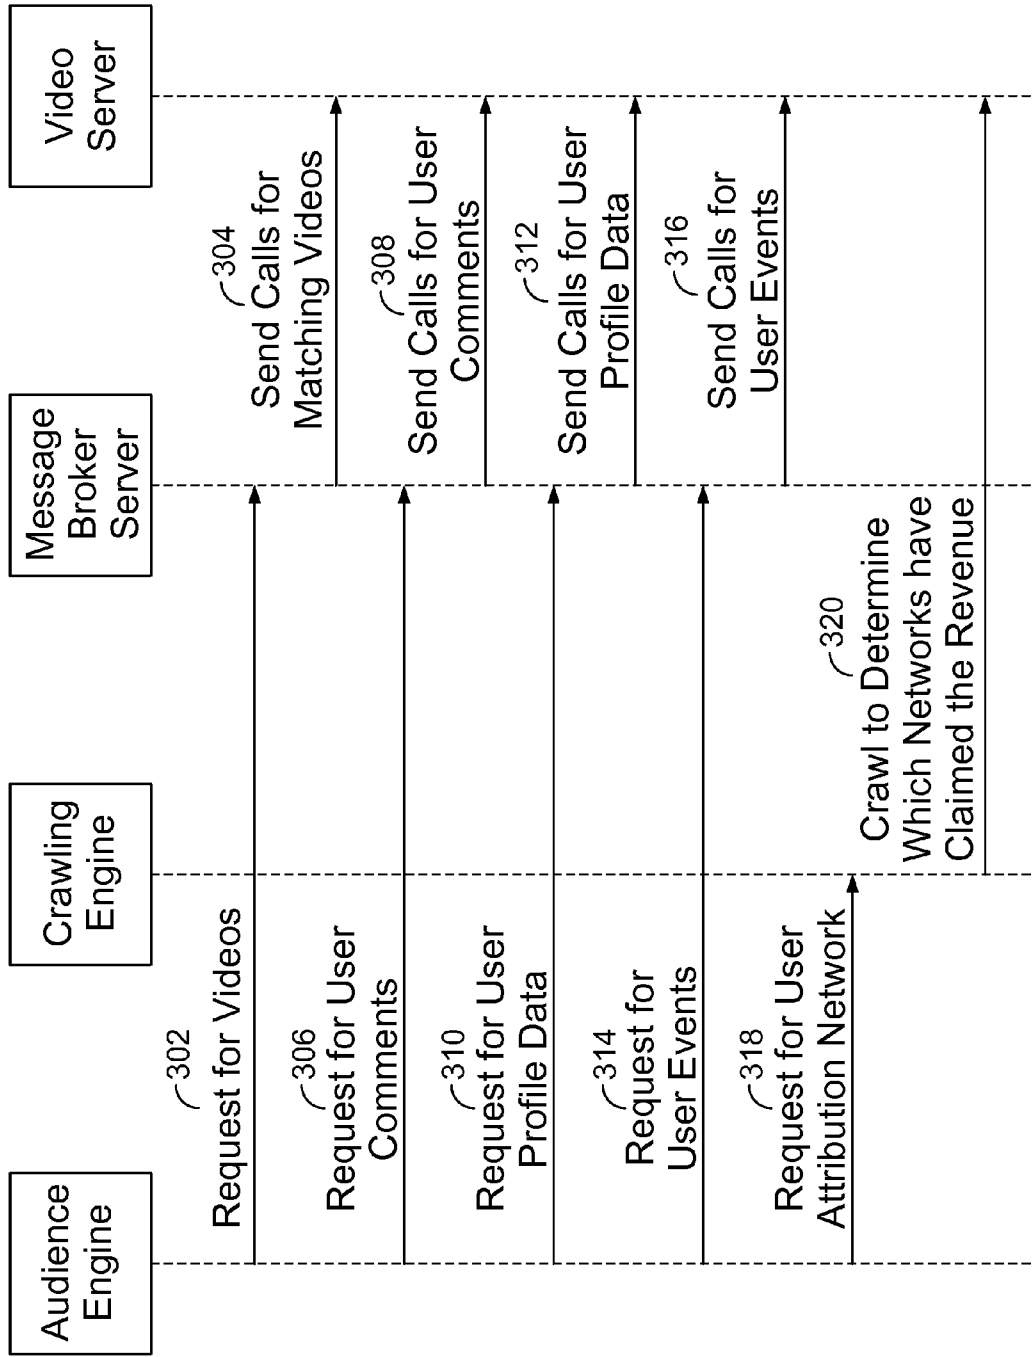 Audience
Engine
Crawling
Engine
Message
Broker
Server
Video
Server
302
Request for Videos
304
Send Calls for
Matching Videos
306
Request for User
Comments
308
Send Calls for User
Comments
310
Request for User
Profile Data
312
Send Calls for User
Profile Data
314
Request for
User Events
316
Send Calls for
User Events
318
Request for User
Attribution Network
320
Crawl to Determine
Which Networks have
Claimed the Revenue